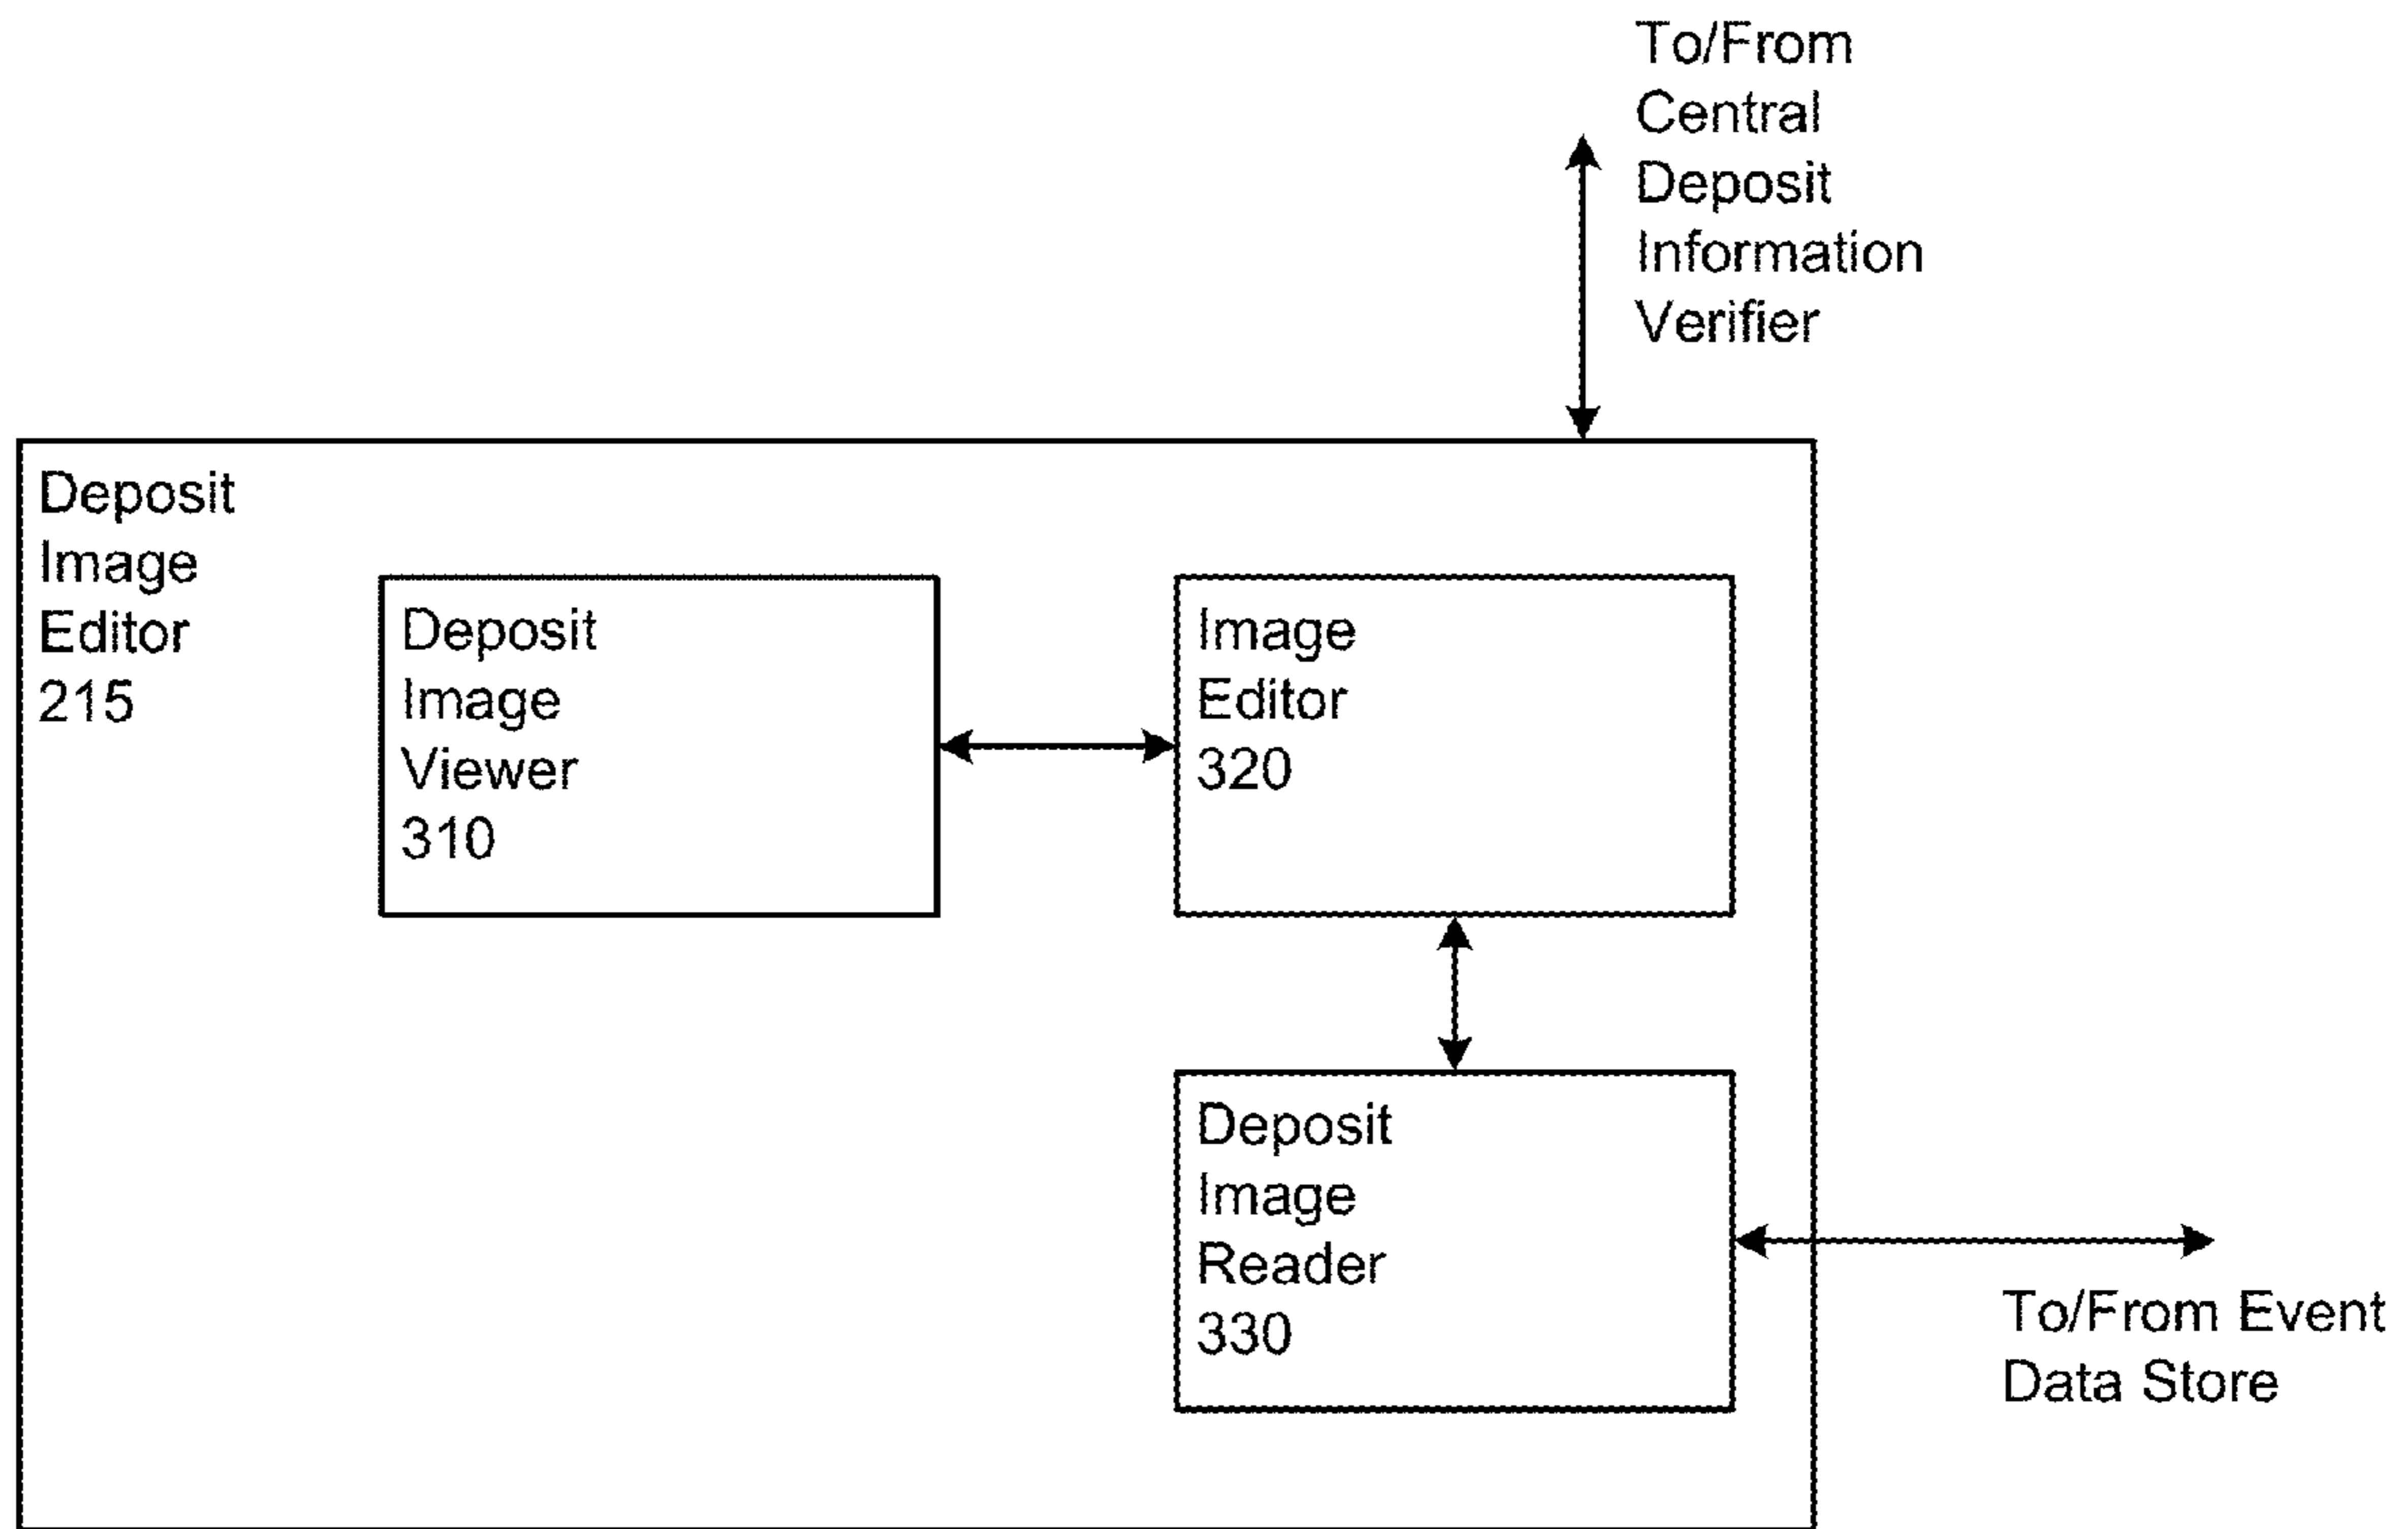 To/From
Central
Deposit
Information
Verifier
Deposit
Image
Editor
215
Deposit
Image
Viewer
310
Image
Editor
320
Deposit
Image
Reader
330
To/From Event
Data Store